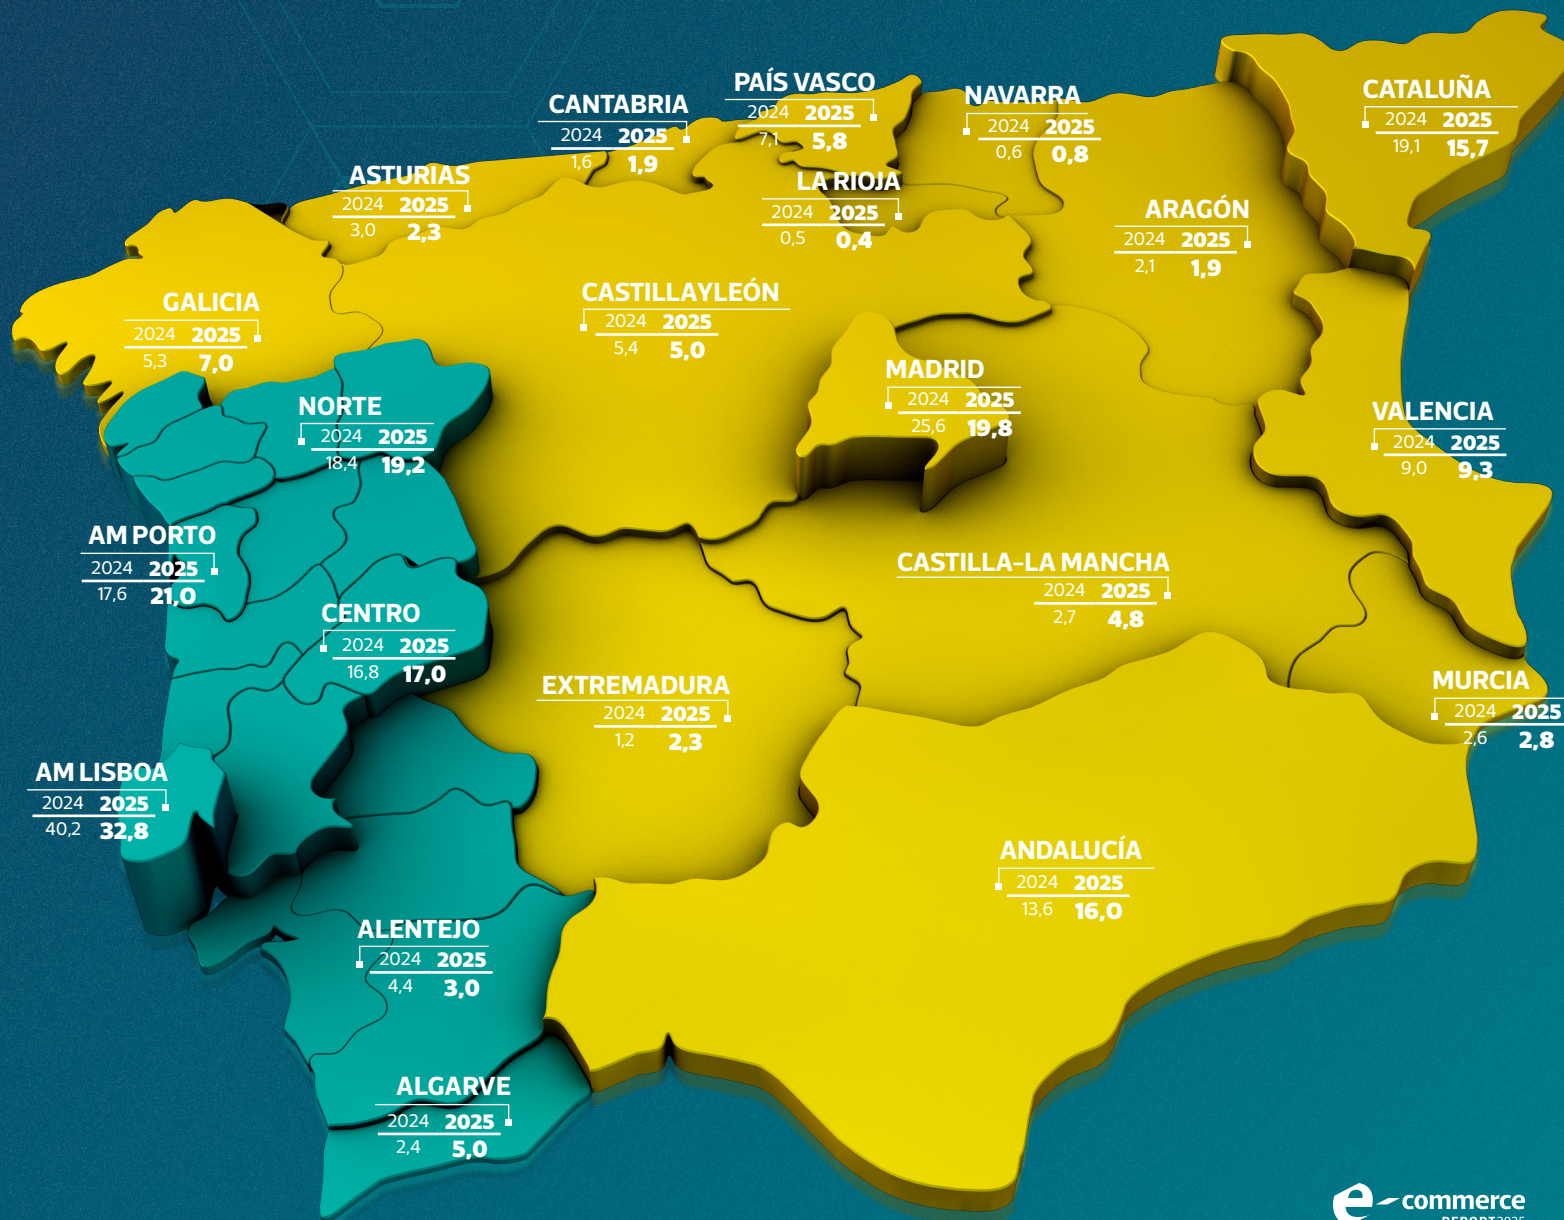 PAÍS VASCO
2024 2025
7,1 5,8
CANTABRIA
2024 2025
1,6 1,9
NAVARRA
2024 2025
0,6 0,8
CATALUÑA
2024 2025
19,1 15,7
ASTURIAS
2024 2025
3,0 2,3
LA RIOJA
2024 2025
0,5 0,4
ARAGÓN
2024 2025
2,1 1,9
GALICIA
2024 2025
5,3 7,0
CASTILLAYLEÓN
2024 2025
5,4 5,0
MADRID
2024 2025
25,6 19,8
NORTE
2024 2025
18,4 19,2
VALENCIA
2024 2025
9,0 9,3
AM PORTO
2024 2025
17,6 21,0
CASTILLA-LA MANCHA
2024 2025
2,7 4,8
CENTRO
2024 2025
16,8 17,0
EXTREMADURA
2024 2025
1,2 2,3
MURCIA
2024 2025
2,6 2,8
AM LISBOA
2024 2025
40,2 32,8
ANDALUCÍA
2024 2025
13,6 16,0
ALENTEJO
2024 2025
4,4 3,0
ALGARVE
2024 2025
2,4 5,0
e-commerce
REPORT2025